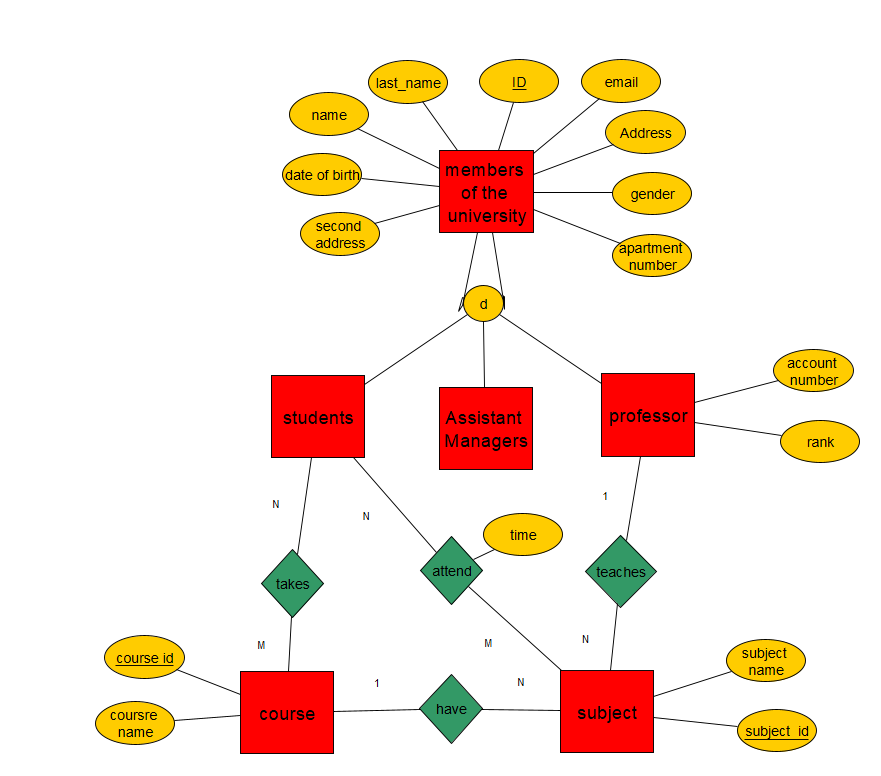 last_name
ID
email
name
Address
members
of the
university
date of birth
gender
second
address
apartment
number
d
students
Assistant
Managers
professor
account
number
rank
N
N
1
time
takes
attend
teaches
M
M
N
course id
coursre
name
course
1
have
N
subject
subject
name
subject_id